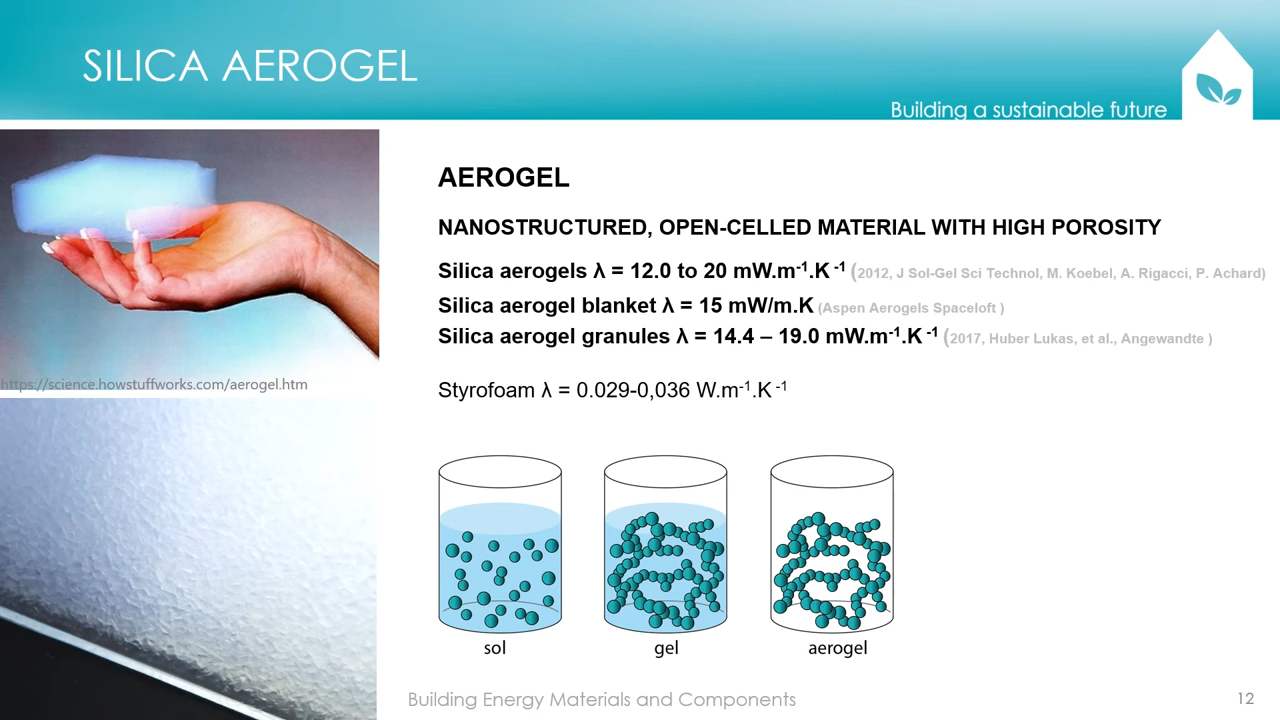 SILICA AEROGEL
Building a sustainable future
AEROGEL
NANOSTRUCTURED, OPEN-CELLED MATERIAL WITH HIGH POROSITY
Silica aerogels λ = 12.0 to 20 mW.m⁻¹.K ⁻¹ (2012, J Sol-Gel Sci Technol, M. Koebel, A. Rigacci, P. Achard)
Silica aerogel blanket λ = 15 mW/m.K (Aspen Aerogels Spaceloft )
Silica aerogel granules λ = 14.4 – 19.0 mW.m⁻¹.K ⁻¹ (2017, Huber Lukas, et al., Angewandte )
https://science.howstuffworks.com/aerogel.htm
Styrofoam λ = 0.029-0,036 W.m⁻¹.K ⁻¹
sol gel aerogel
Building Energy Materials and Components 12